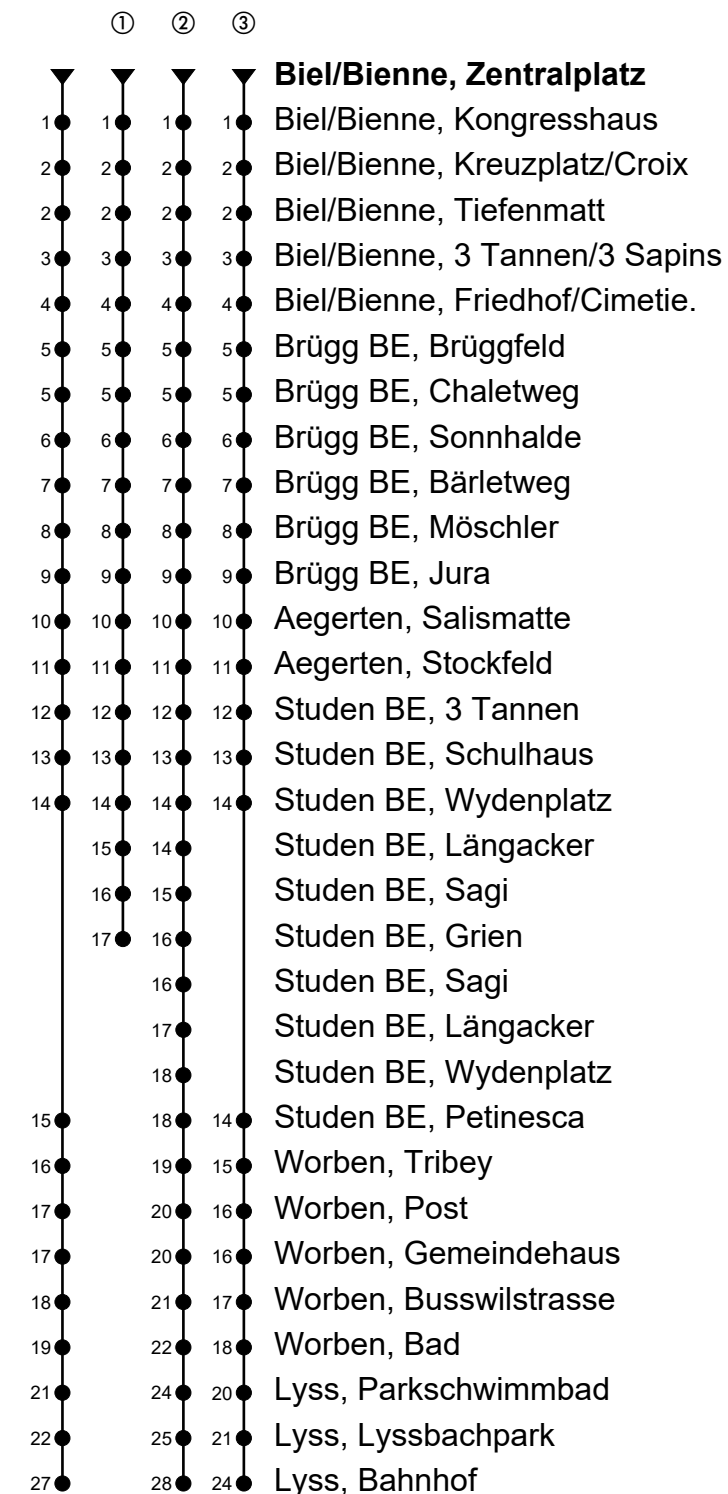 ① ② ③
Biel/Bienne, Zentralplatz
1 1 1 1 Biel/Bienne, Kongresshaus
2 2 2 2 Biel/Bienne, Kreuzplatz/Croix
2 2 2 2 Biel/Bienne, Tiefenmatt
3 3 3 3 Biel/Bienne, 3 Tannen/3 Sapins
4 4 4 4 Biel/Bienne, Friedhof/Cimetie.
5 5 5 5 Brügg BE, Brüggfeld
5 5 5 5 Brügg BE, Chaletweg
6 6 6 6 Brügg BE, Sonnhalde
7 7 7 7 Brügg BE, Bärletweg
8 8 8 8 Brügg BE, Möschler
9 9 9 9 Brügg BE, Jura
10 10 10 10 Aegerten, Salismatte
11 11 11 11 Aegerten, Stockfeld
12 12 12 12 Studen BE, 3 Tannen
13 13 13 13 Studen BE, Schulhaus
14 14 14 14 Studen BE, Wydenplatz
15 14 Studen BE, Längacker
16 15 Studen BE, Sagi
17 16 Studen BE, Grien
16 Studen BE, Sagi
17 Studen BE, Längacker
18 Studen BE, Wydenplatz
15 18 14 Studen BE, Petinesca
16 19 15 Worben, Tribey
17 20 16 Worben, Post
17 20 16 Worben, Gemeindehaus
18 21 17 Worben, Busswilstrasse
19 22 18 Worben, Bad
21 24 20 Lyss, Parkschwimmbad
22 25 21 Lyss, Lyssbachpark
27 28 24 Lyss, Bahnhof